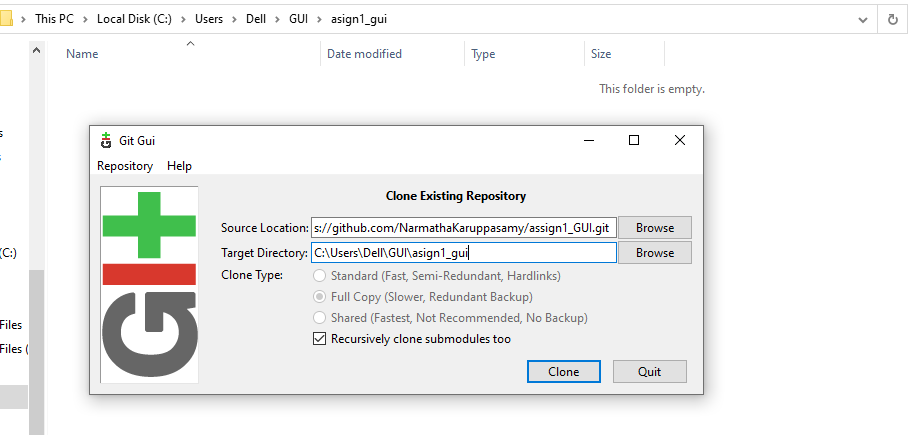 This PC > Local Disk (C:) > Users > Dell > GUI > asign1_gui
Name Date modified Type Size
This folder is empty.
Git Gui
Repository Help
Clone Existing Repository
Source Location: s://github.com/NarmathaKaruppasamy/assign1_GUI.git Browse
Target Directory: C:\Users\Dell\GUI\asign1_gui Browse
Clone Type: Standard (Fast, Semi-Redundant, Hardlinks)
Full Copy (Slower, Redundant Backup)
Shared (Fastest, Not Recommended, No Backup)
Recursively clone submodules too
Clone Quit
Files
Files (